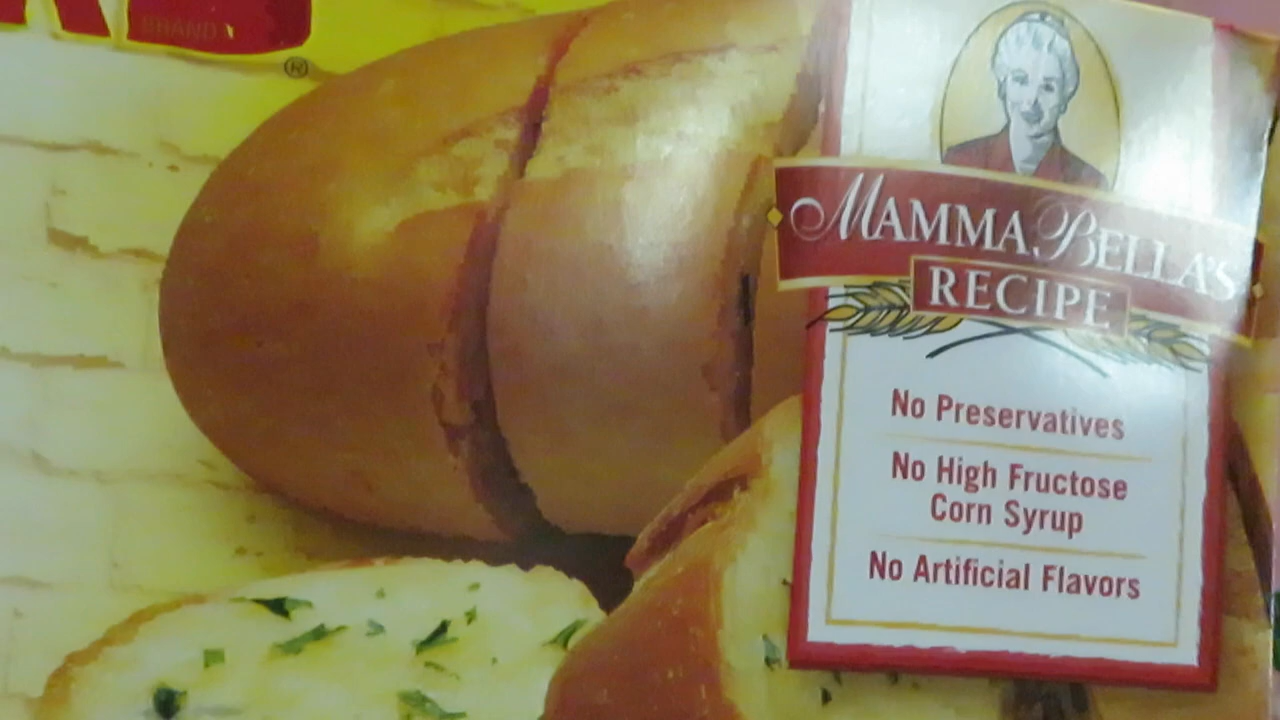 BRAND
®
MAMMA BELLA'S
RECIPE
No Preservatives
No High Fructose
Corn Syrup
No Artificial Flavors